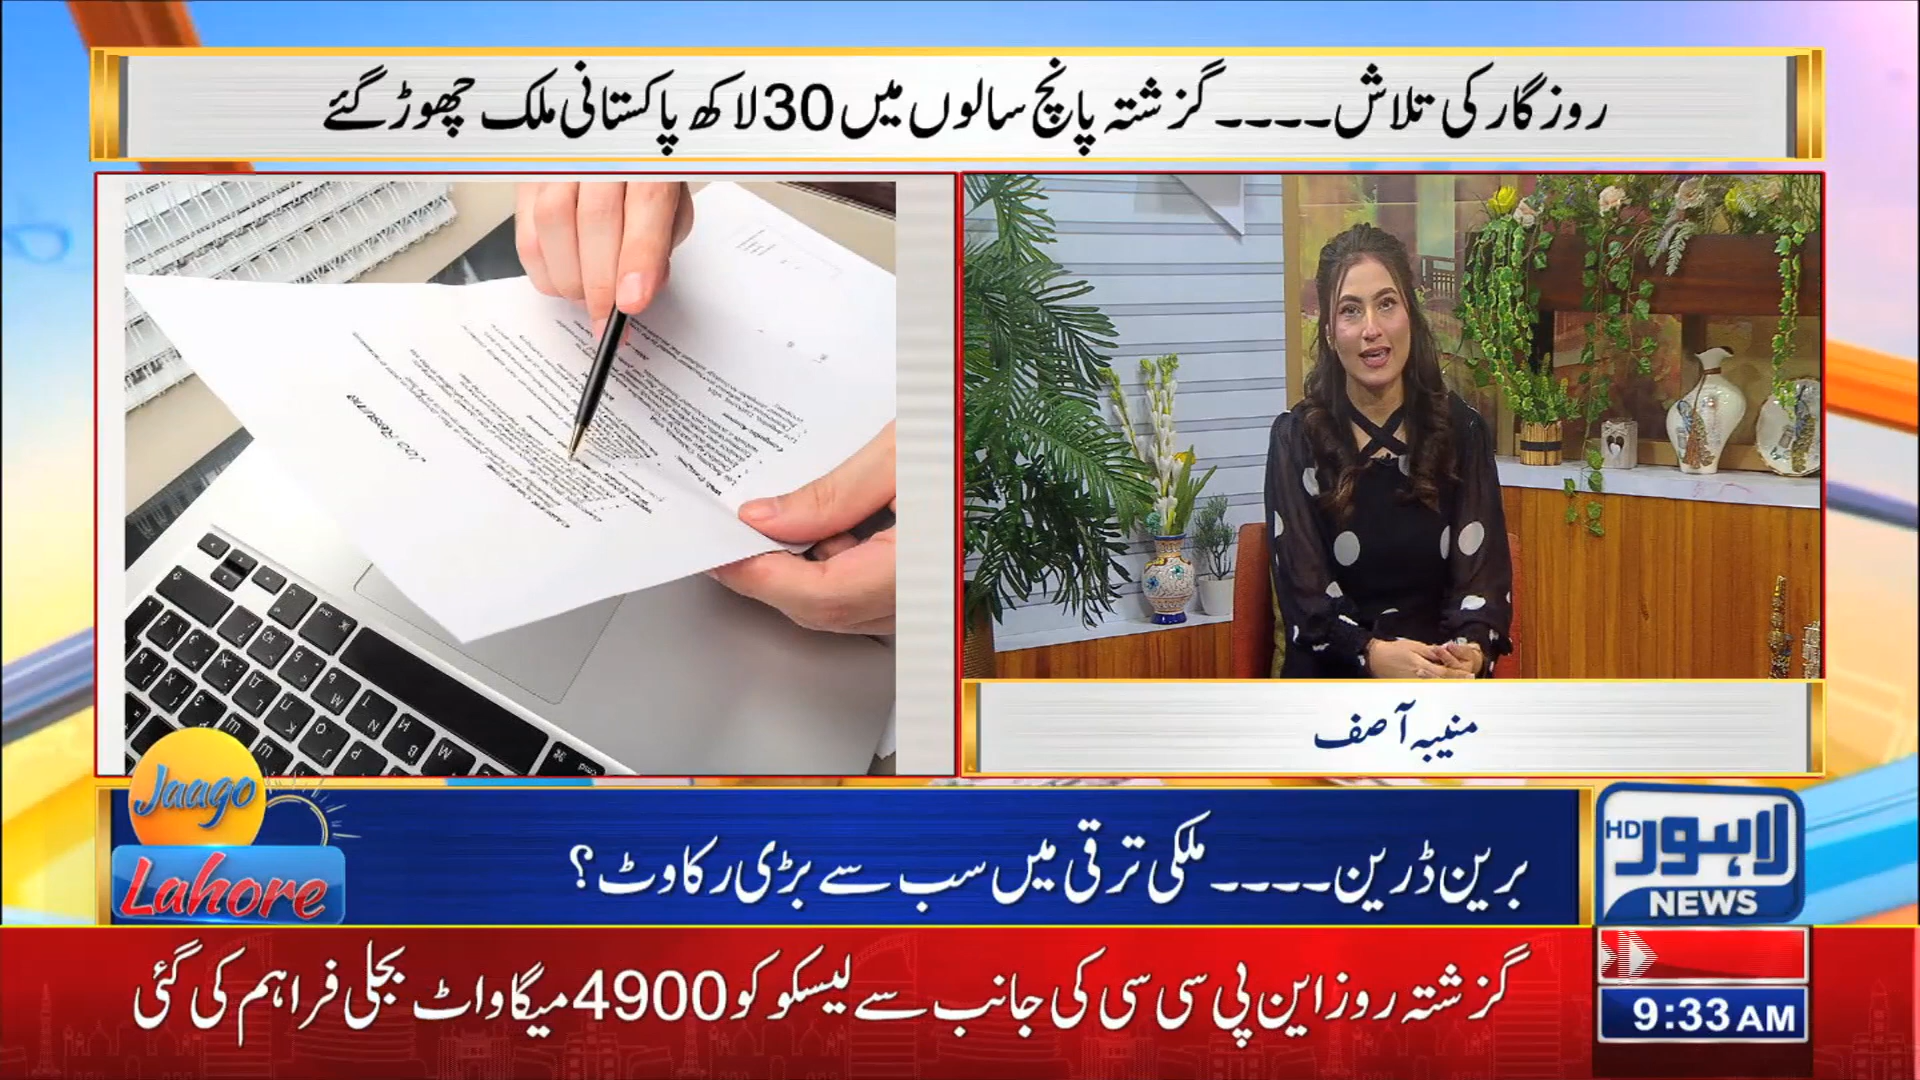 روزگار کی تلاش۔۔۔۔گزشتہ پانچ سالوں میں 30 لاکھ پاکستانی ملک چھوڑ گئے
منیبہ آصف
Jaago
Lahore
برین ڈرین۔۔۔۔ملکی ترقی میں سب سے بڑی رکاوٹ؟
لاہور HD
NEWS
گزشتہ روز این پی سی سی کی جانب سے لیسکو کو 4900 میگاواٹ بجلی فراہم کی گئی
9:33 AM